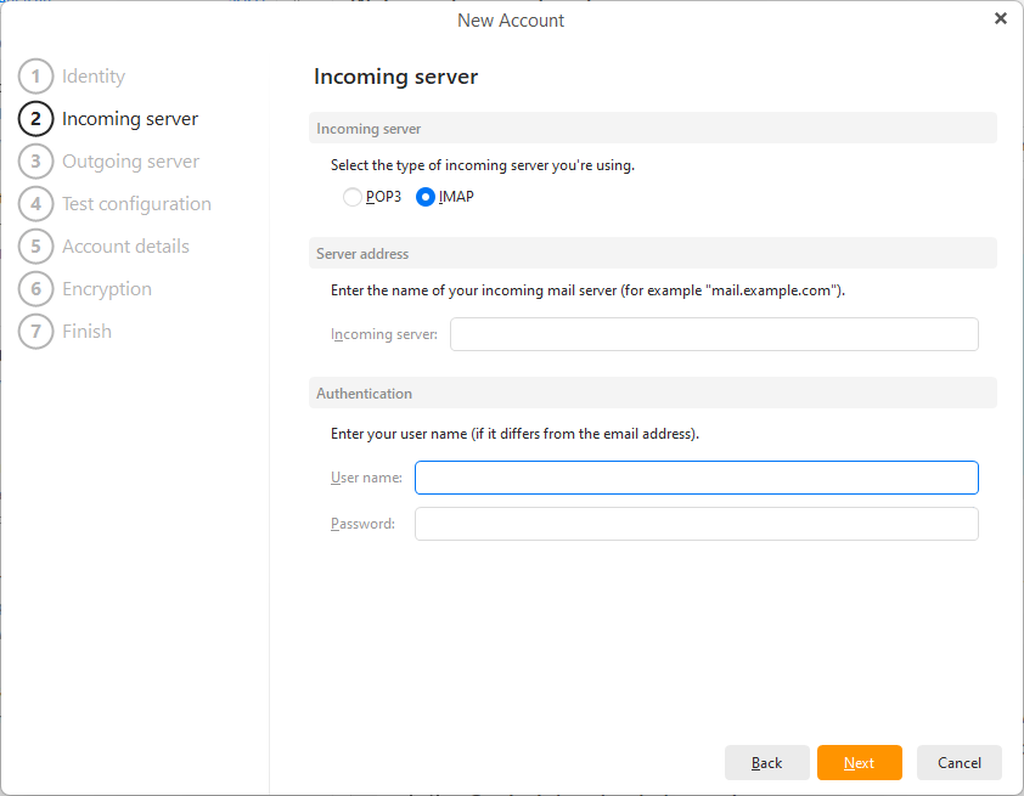 New Account
1 Identity
2 Incoming server
3 Outgoing server
4 Test configuration
5 Account details
6 Encryption
7 Finish
Incoming server
Incoming server
Select the type of incoming server you're using.
POP3 IMAP
Server address
Enter the name of your incoming mail server (for example "mail.example.com").
Incoming server:
Authentication
Enter your user name (if it differs from the email address).
User name:
Password:
Back Next Cancel